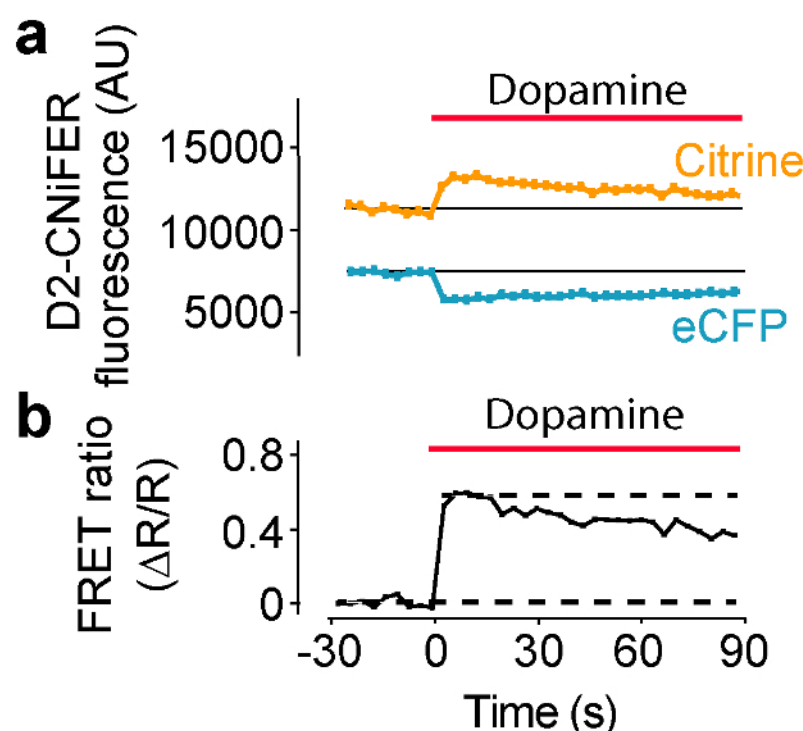 a
D2-CNiFER
fluorescence (AU)
Dopamine
15000
10000
5000
Citrine
eCFP
b
FRET ratio
(ΔR/R)
Dopamine
0.8
0.4
0
-30 0 30 60 90
Time (s)